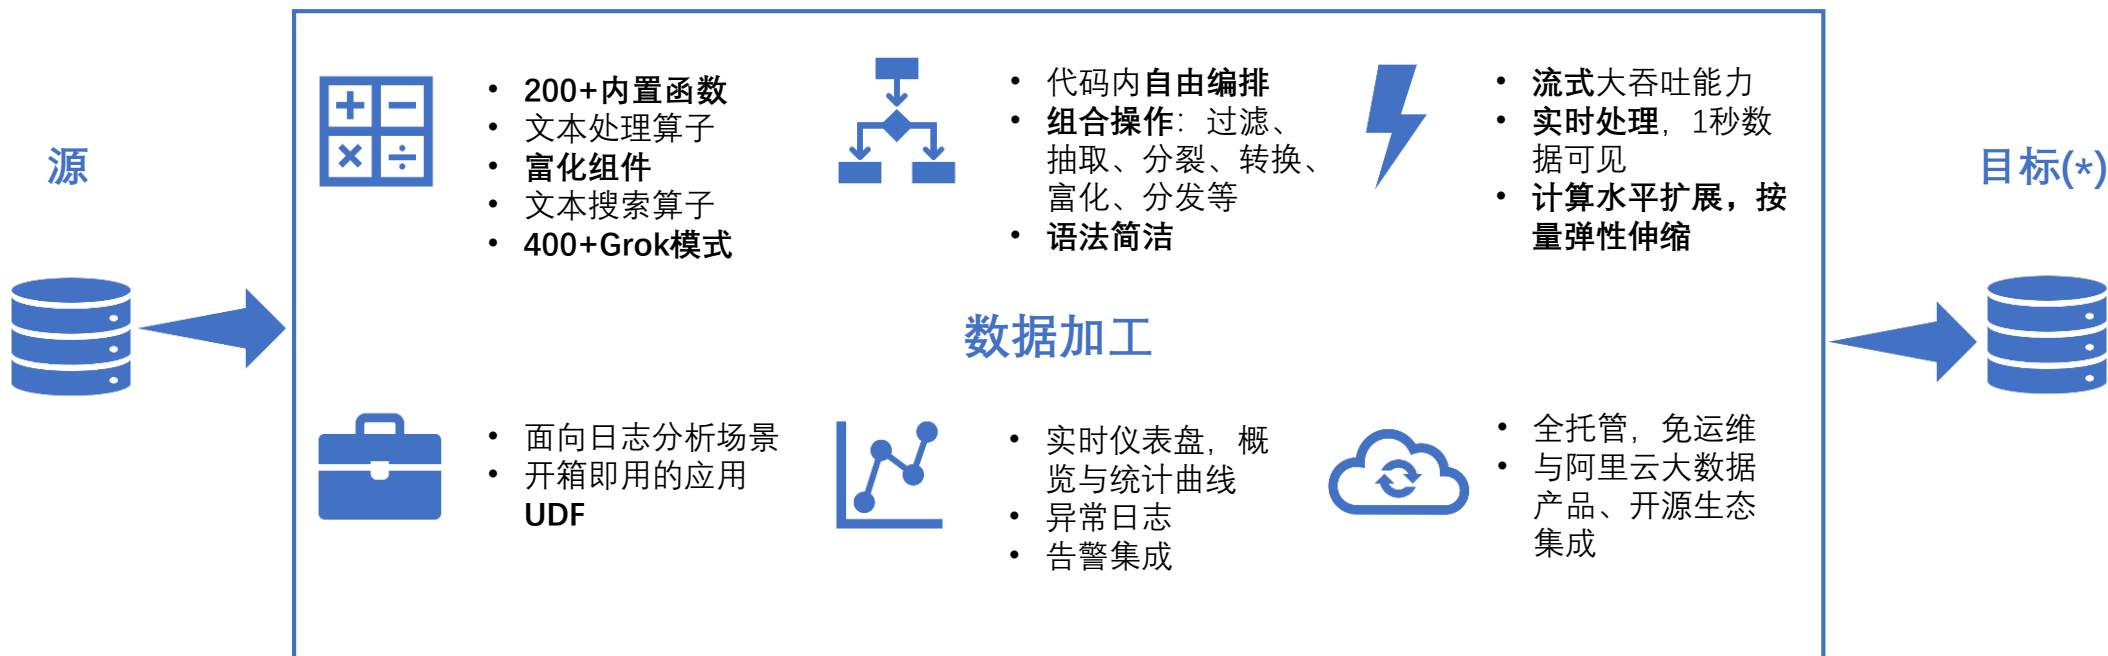 源
• 200+内置函数
• 文本处理算子
• 富化组件
• 文本搜索算子
• 400+Grok模式
• 代码内自由编排
• 组合操作：过滤、
抽取、分裂、转换、
富化、分发等
• 语法简洁
• 流式大吞吐能力
• 实时处理，1秒数
据可见
• 计算水平扩展，按
量弹性伸缩
目标(*)
数据加工
• 面向日志分析场景
• 开箱即用的应用
UDF
• 实时仪表盘，概
览与统计曲线
• 异常日志
• 告警集成
• 全托管，免运维
• 与阿里云大数据
产品、开源生态
集成